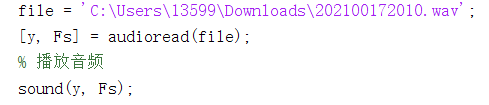 file = 'C:\Users\13599\Downloads\202100172010.wav';
[y, Fs] = audioread(file);
% 播放音频
sound(y, Fs);